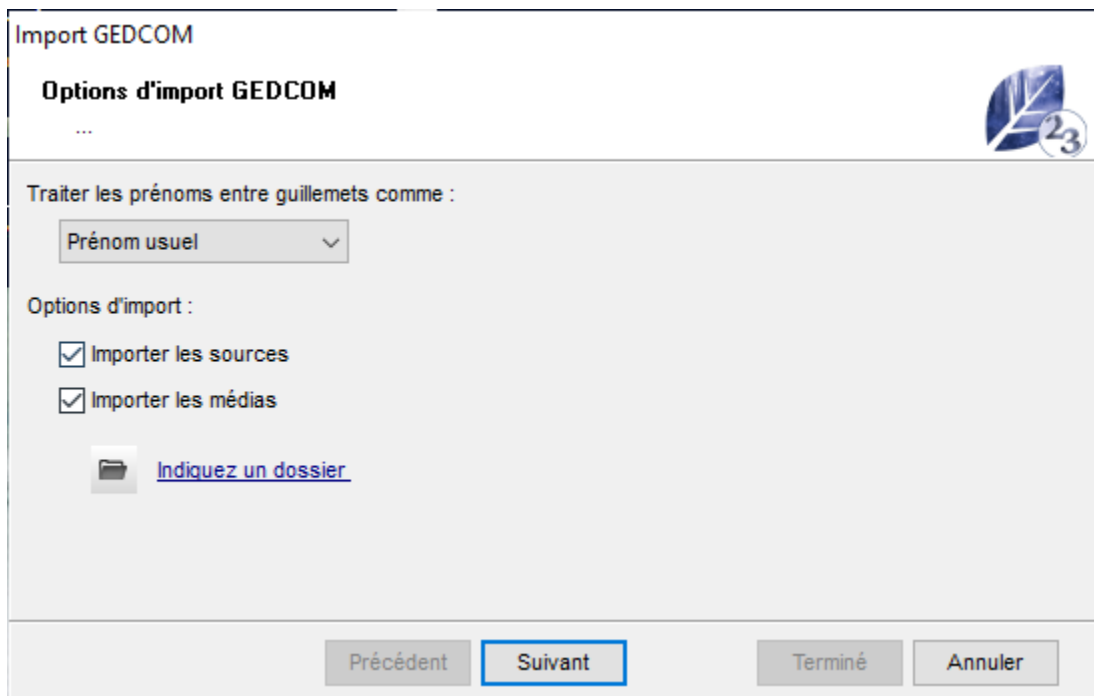 Import GEDCOM
Options d'import GEDCOM
...
23
Traiter les prénoms entre guillemets comme :
Prénom usuel
Options d'import :
Importer les sources
Importer les médias
Indiquez un dossier
Précédent Suivant Terminé Annuler